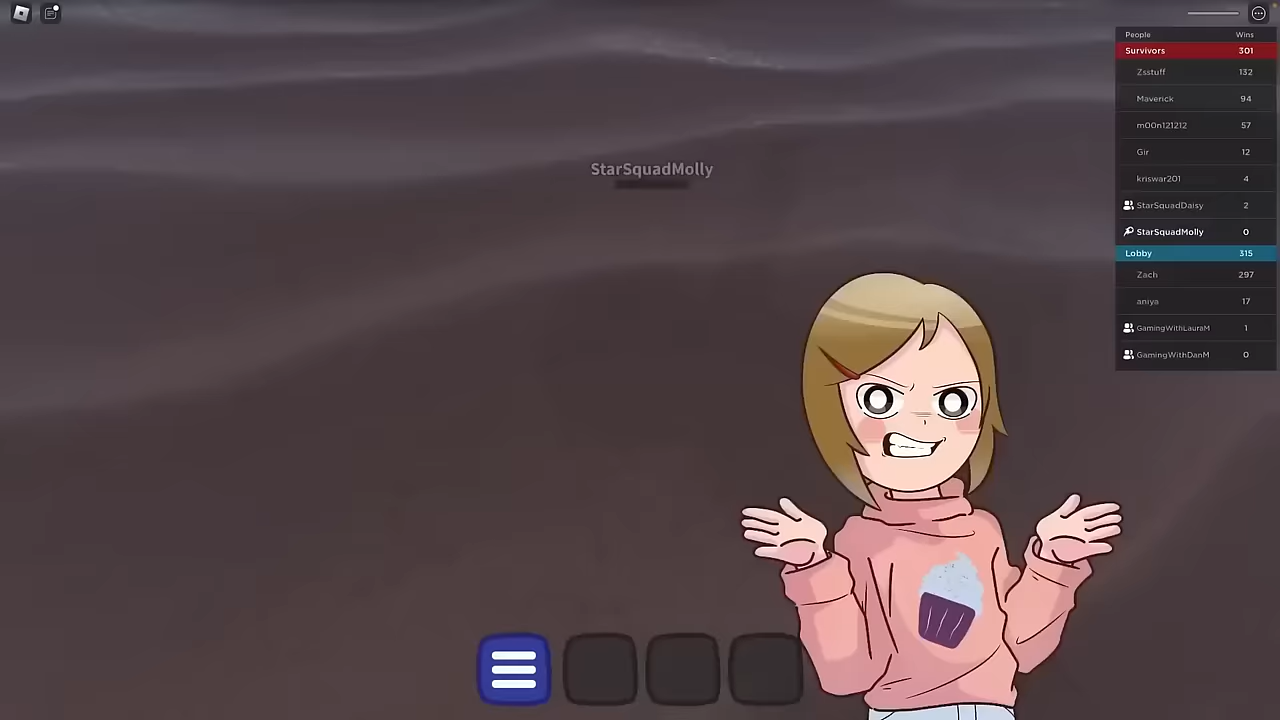 People Wins
Survivors 301
Zsstuff 132
Maverick 94
m00n121212 57
Gir 12
kriswar201 4
StarSquadDaisy 2
StarSquadMolly 0
Lobby 315
Zach 297
aniya 17
GamingWithLauraM 1
GamingWithDanM 0
StarSquadMolly